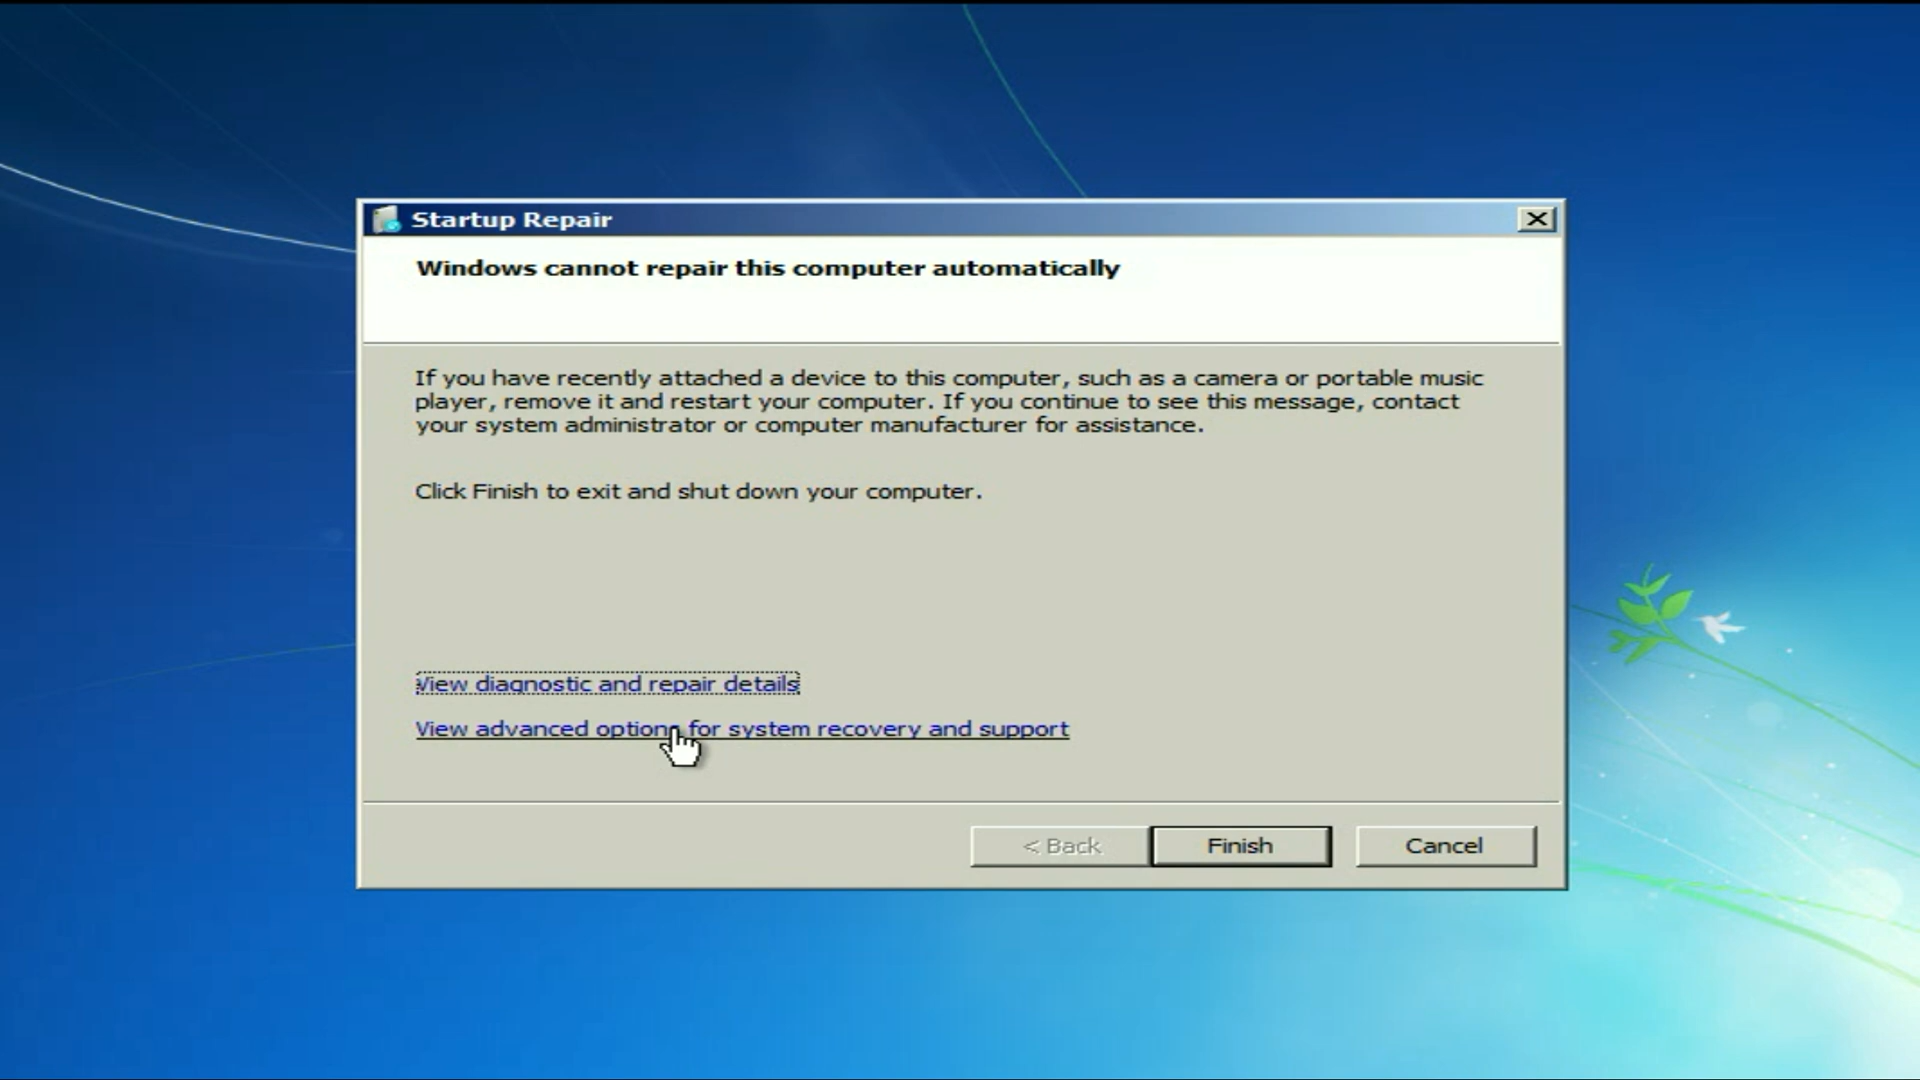 Startup Repair
Windows cannot repair this computer automatically
If you have recently attached a device to this computer, such as a camera or portable music
player, remove it and restart your computer. If you continue to see this message, contact
your system administrator or computer manufacturer for assistance.
Click Finish to exit and shut down your computer.
View diagnostic and repair details
View advanced options for system recovery and support
< Back
Finish
Cancel